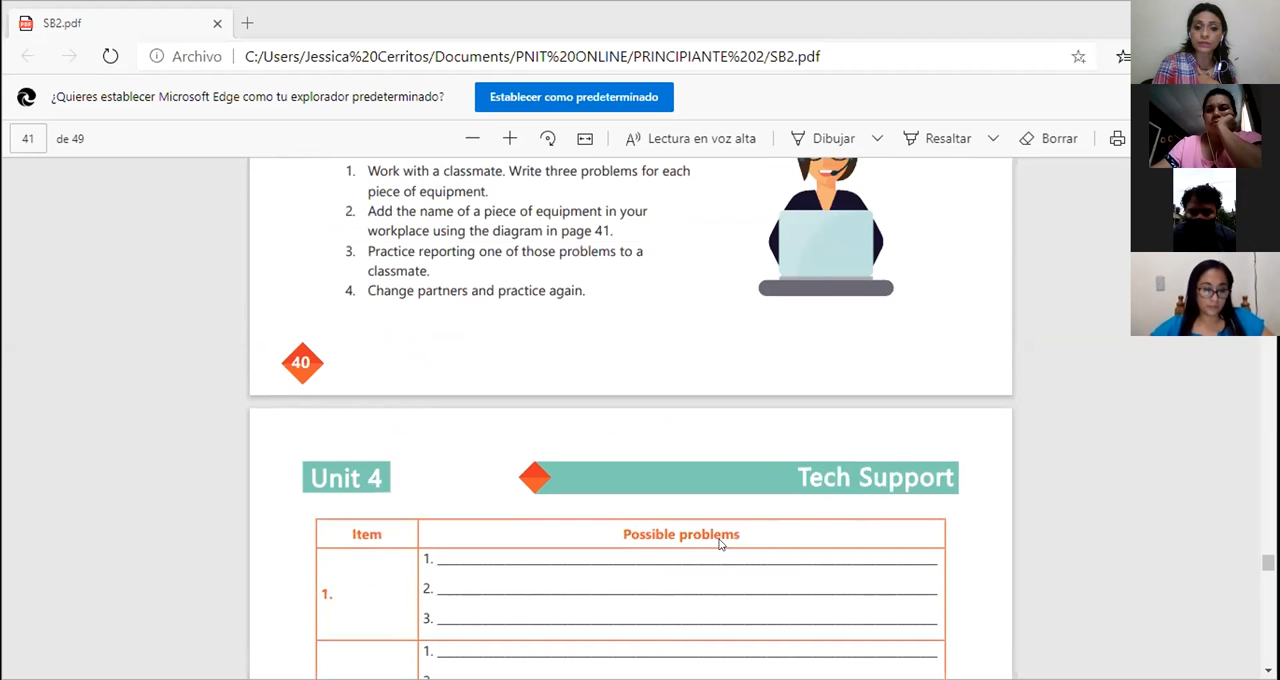 SB2.pdf
Archivo C:/Users/Jessica%20Cerritos/Documents/PNIT%20ONLINE/PRINCIPIANTE%202/SB2.pdf
¿Quieres establecer Microsoft Edge como tu explorador predeterminado? Establecer como predeterminado
41 de 49 Lectura en voz alta Dibujar Resaltar Borrar
1. Work with a classmate. Write three problems for each
piece of equipment.
2. Add the name of a piece of equipment in your
workplace using the diagram in page 41.
3. Practice reporting one of those problems to a
classmate.
4. Change partners and practice again.
40
Unit 4 Tech Support
Item Possible problems
1.
1.
2.
3.
1.